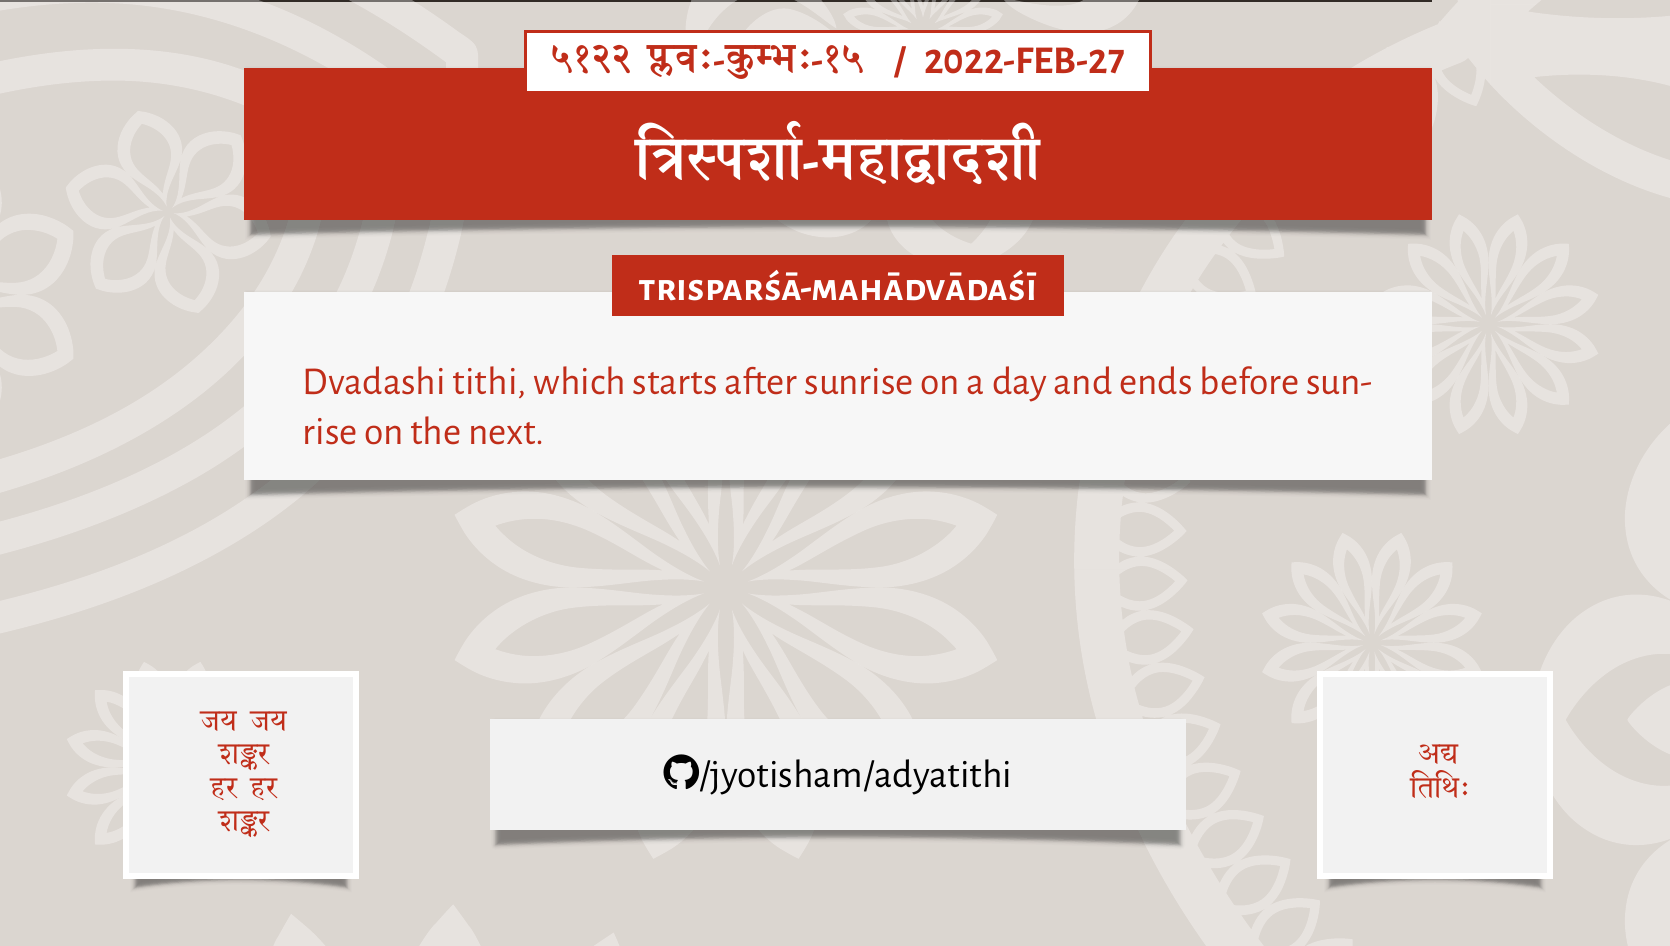 ५१२२ प्लवः-कुम्भः-१५ / 2022-FEB-27
त्रिस्पर्शा-महाद्वादशी
TRISPARŚĀ-MAHĀDVĀDAŚĪ
Dvadashi tithi, which starts after sunrise on a day and ends before sun-
rise on the next.
जय जय
शङ्कर
हर हर
शङ्कर
/jyotisham/adyatithi
अद्य
तिथिः